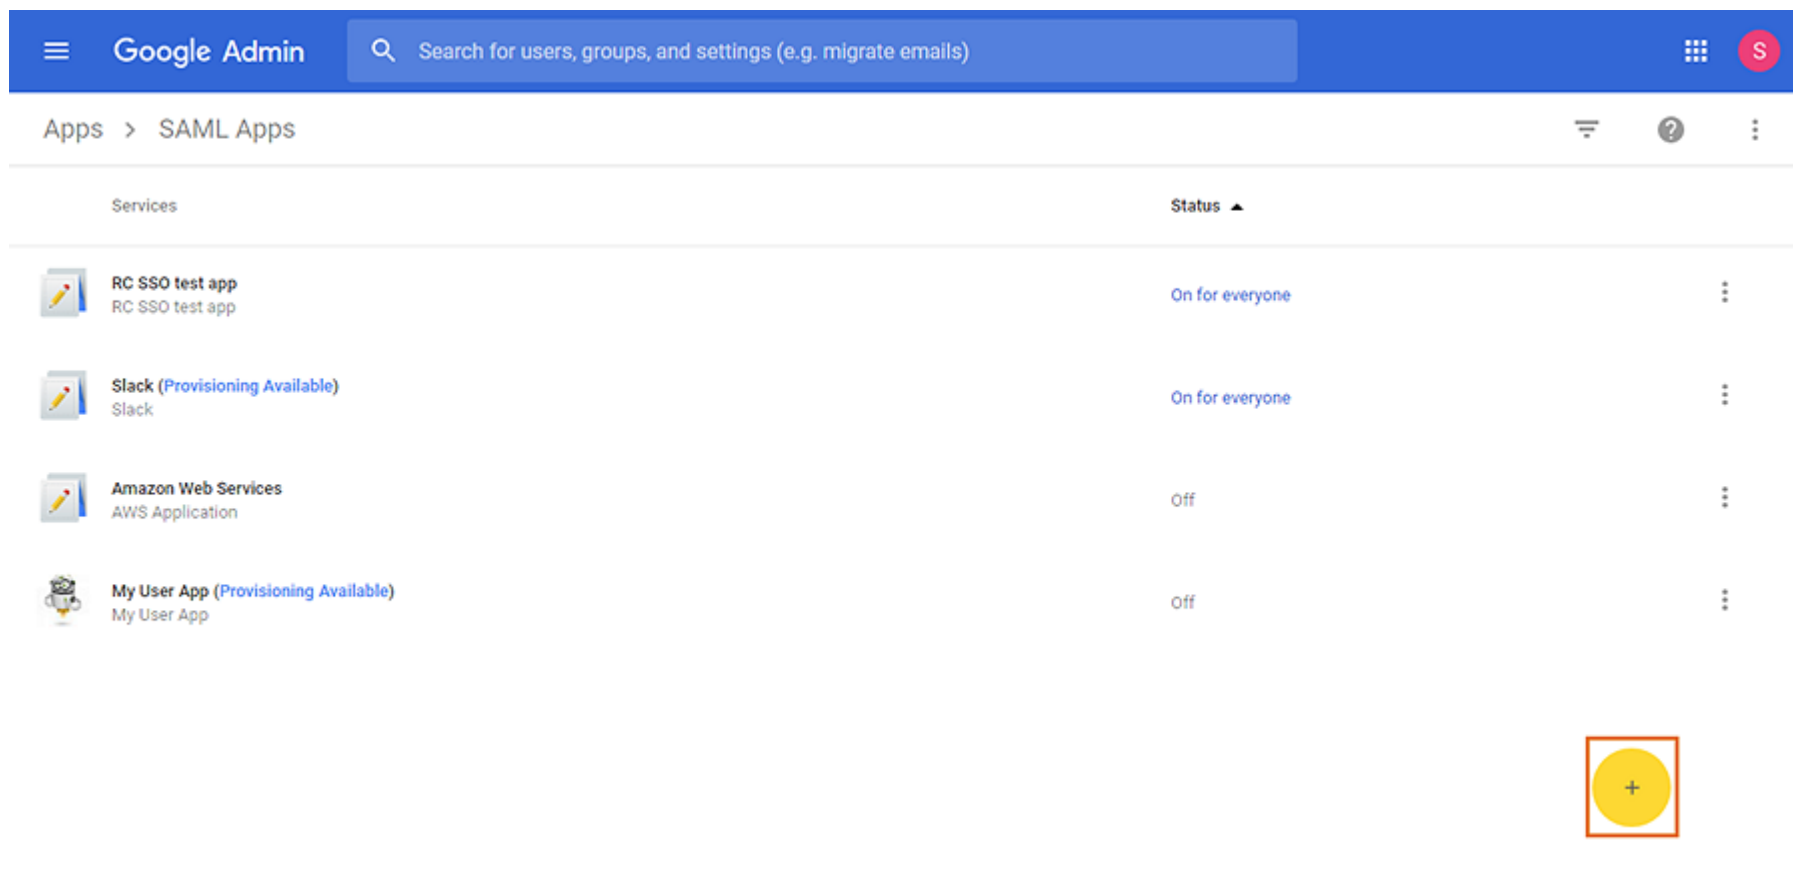 Google Admin
Search for users, groups, and settings (e.g. migrate emails)
S
Apps > SAML Apps
Services
Status
RC SSO test app
RC SSO test app
On for everyone
Slack (Provisioning Available)
Slack
On for everyone
Amazon Web Services
AWS Application
Off
My User App (Provisioning Available)
My User App
Off
+